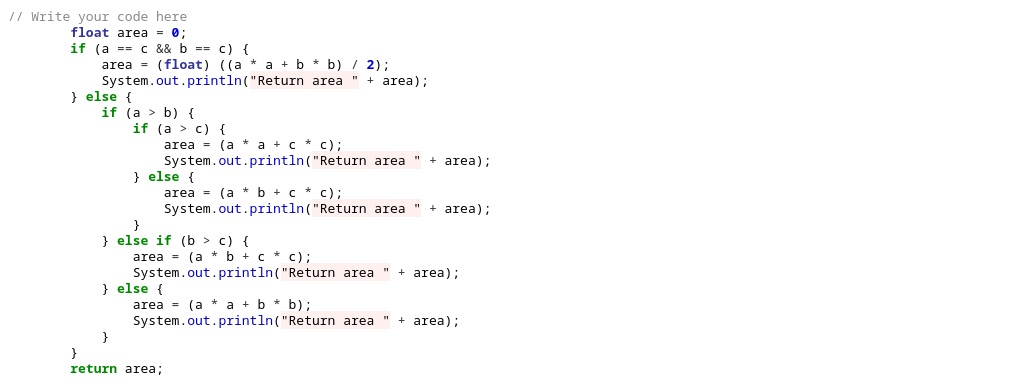 // Write your code here
float area = 0;
if (a == c && b == c) {
area = (float) ((a * a + b * b) / 2);
System.out.println("Return area " + area);
} else {
if (a > b) {
if (a > c) {
area = (a * a + c * c);
System.out.println("Return area " + area);
} else {
area = (a * b + c * c);
System.out.println("Return area " + area);
}
} else if (b > c) {
area = (a * b + c * c);
System.out.println("Return area " + area);
} else {
area = (a * a + b * b);
System.out.println("Return area " + area);
}
}
return area;